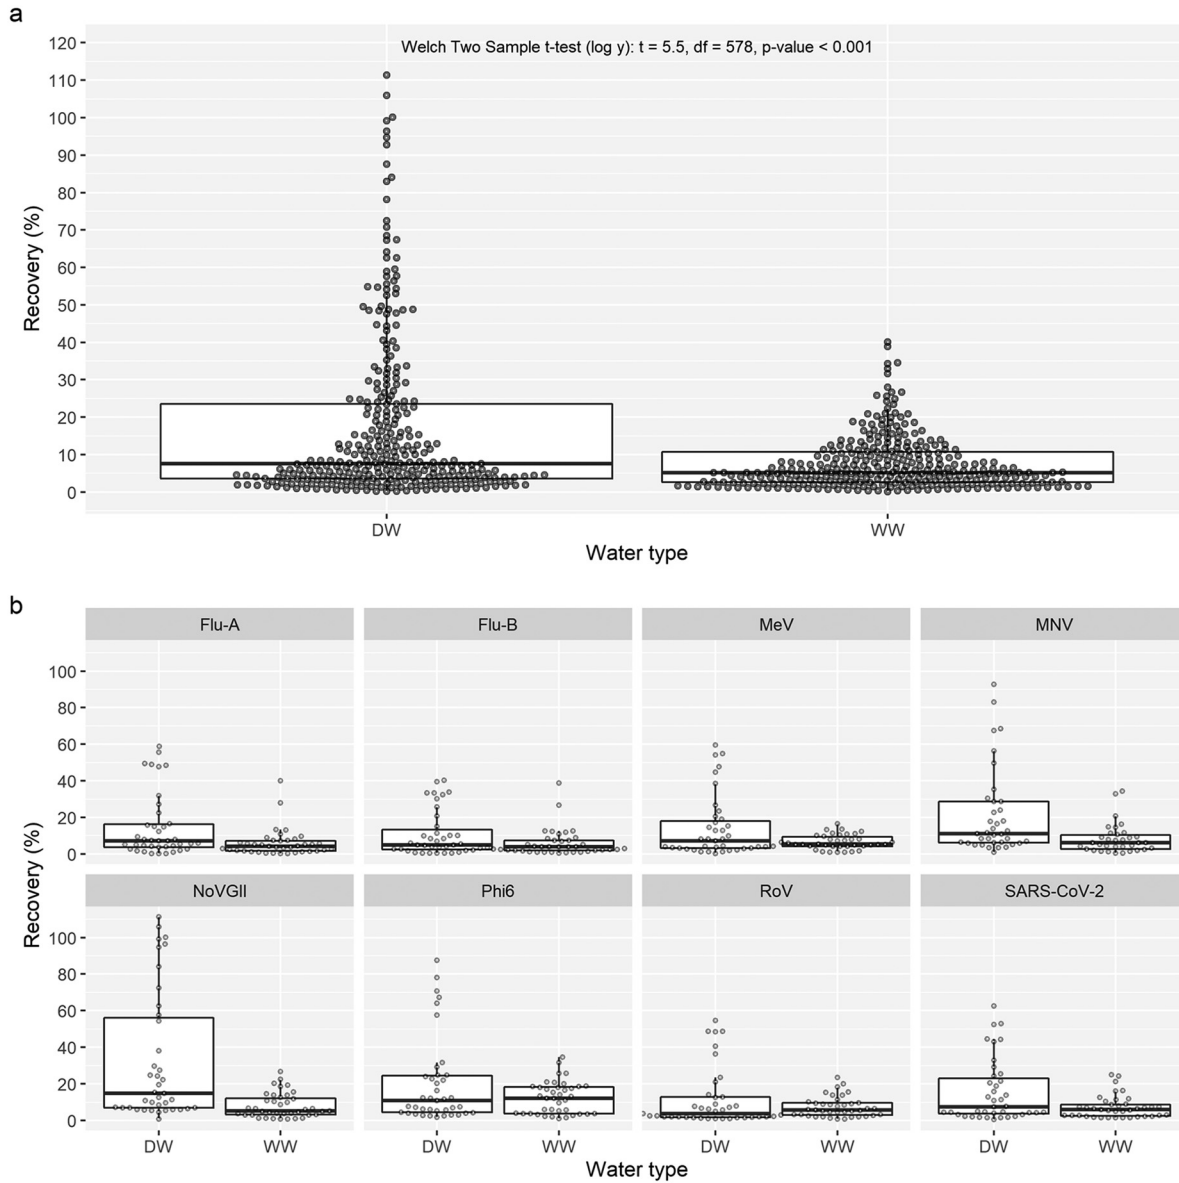 a
Welch Two Sample t-test (log y): t = 5.5, df = 578, p-value < 0.001
120
110
100
90
80
70
60
50
40
30
20
10
0
Recovery (%)
DW WW
Water type
b
Flu-A Flu-B MeV MNV
100
80
60
40
20
0
NoVGII Phi6 RoV SARS-CoV-2
100
80
60
40
20
0
Recovery (%)
DW WW DW WW DW WW DW WW
Water type